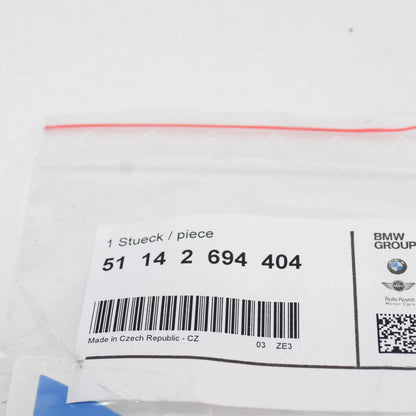 1 Stueck / piece
51 14 2 694 404
Made in Czech Republic - CZ 03 ZE3
BMW
GROUP
Rolls-Royce
Motor Cars